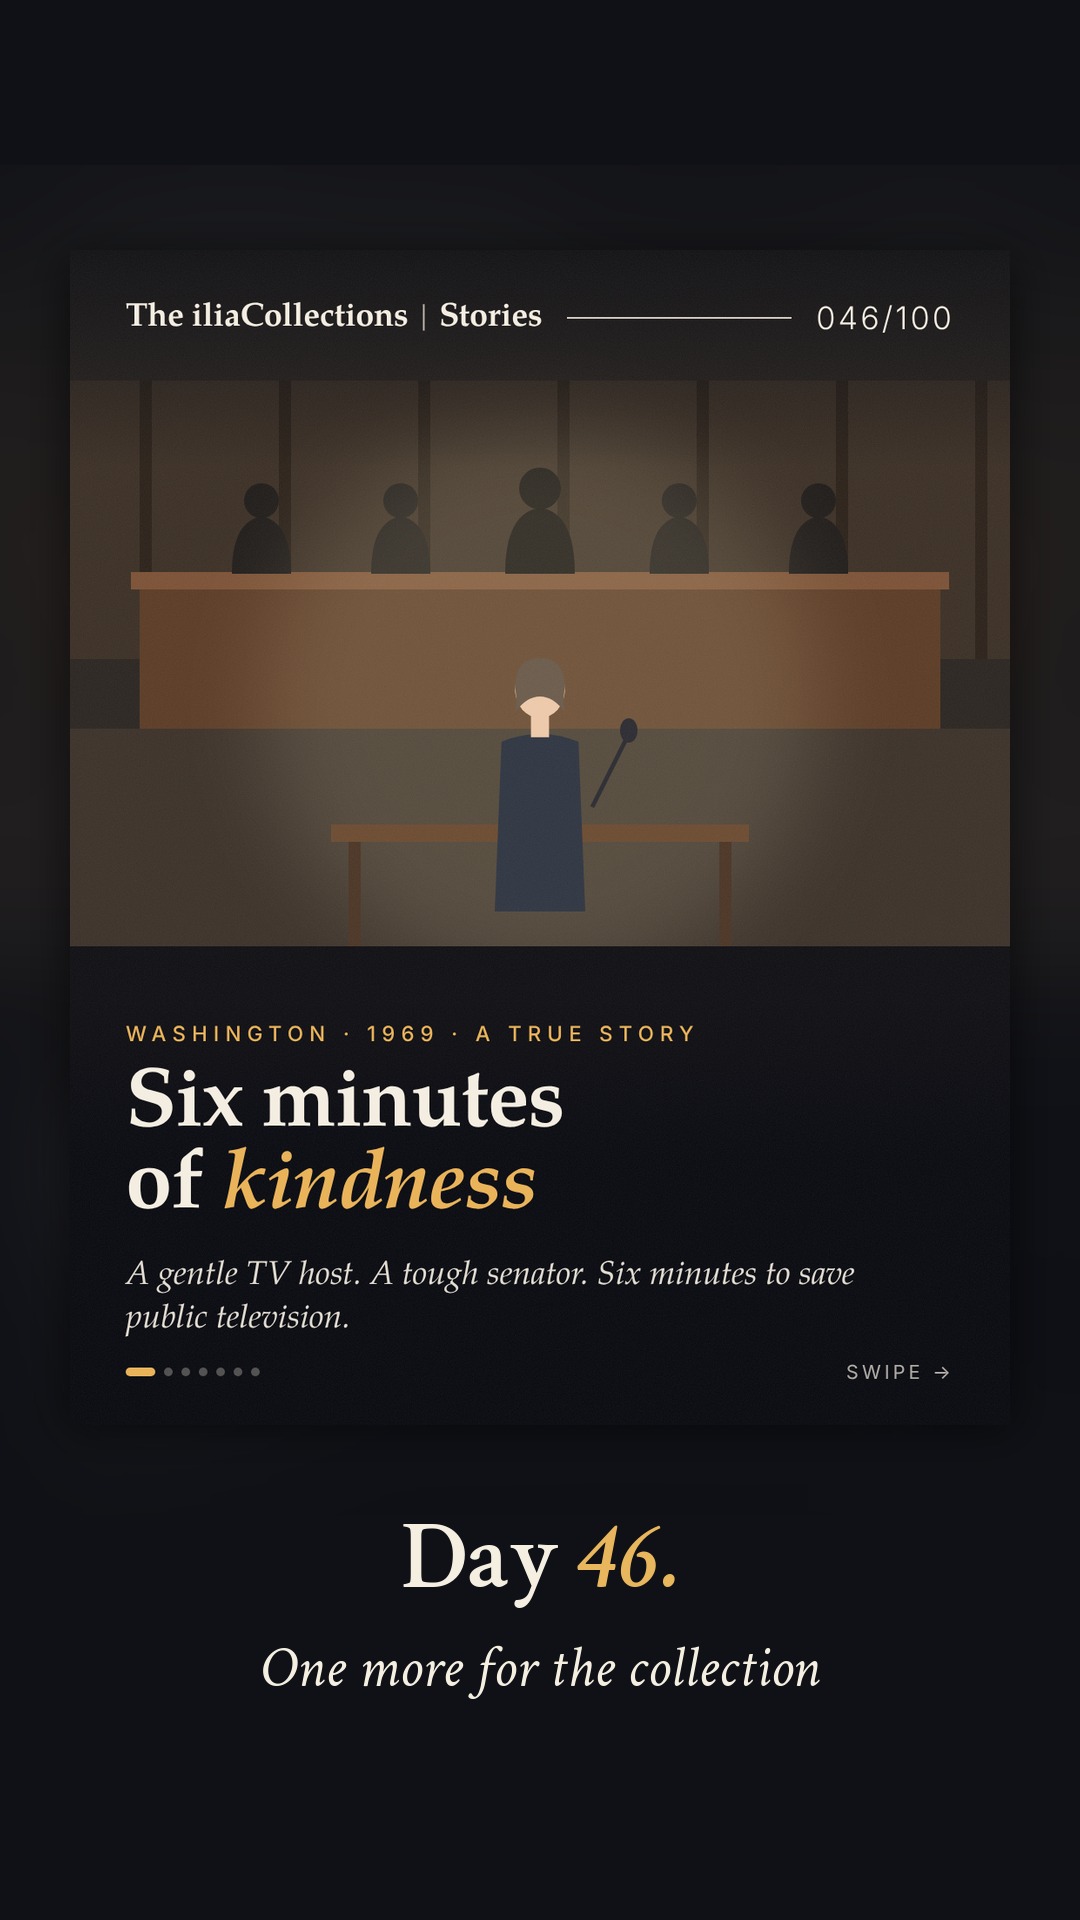 The iliaCollections | Stories 046/100
WASHINGTON · 1969 · A TRUE STORY
Six minutes
of kindness
A gentle TV host. A tough senator. Six minutes to save
public television.
SWIPE →
Day 46.
One more for the collection